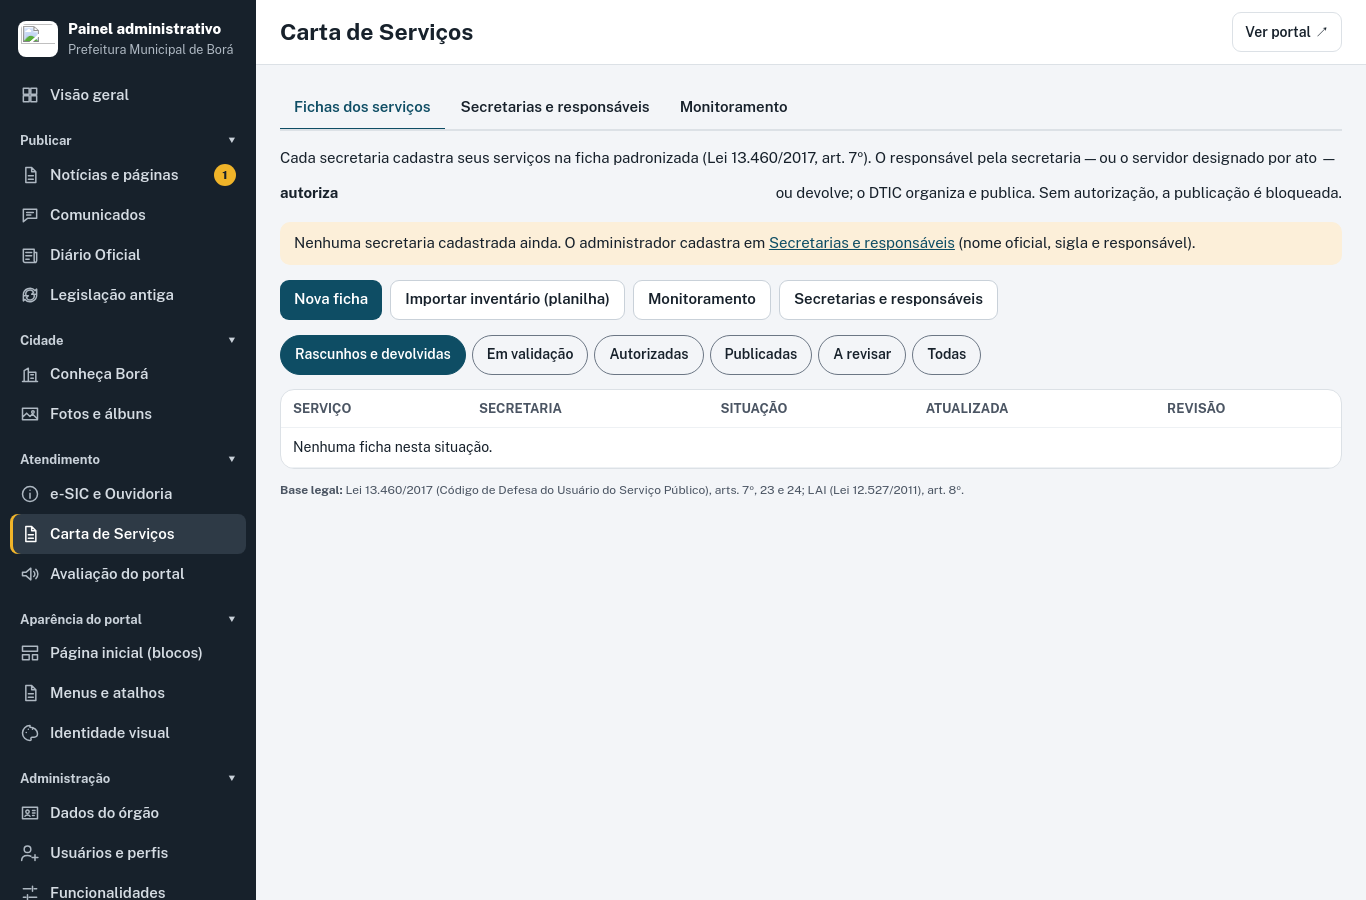 Painel administrativo
Prefeitura Municipal de Borá
Visão geral
Publicar
Notícias e páginas 1
Comunicados
Diário Oficial
Legislação antiga
Cidade
Conheça Borá
Fotos e álbuns
Atendimento
e-SIC e Ouvidoria
Carta de Serviços
Avaliação do portal
Aparência do portal
Página inicial (blocos)
Menus e atalhos
Identidade visual
Administração
Dados do órgão
Usuários e perfis
Funcionalidades
Carta de Serviços
Ver portal ↗
Fichas dos serviços Secretarias e responsáveis Monitoramento
Cada secretaria cadastra seus serviços na ficha padronizada (Lei 13.460/2017, art. 7º). O responsável pela secretaria — ou o servidor designado por ato —
autoriza ou devolve; o DTIC organiza e publica. Sem autorização, a publicação é bloqueada.
Nenhuma secretaria cadastrada ainda. O administrador cadastra em Secretarias e responsáveis (nome oficial, sigla e responsável).
Nova ficha Importar inventário (planilha) Monitoramento Secretarias e responsáveis
Rascunhos e devolvidas Em validação Autorizadas Publicadas A revisar Todas
SERVIÇO SECRETARIA SITUAÇÃO ATUALIZADA REVISÃO
Nenhuma ficha nesta situação.
Base legal: Lei 13.460/2017 (Código de Defesa do Usuário do Serviço Público), arts. 7º, 23 e 24; LAI (Lei 12.527/2011), art. 8º.